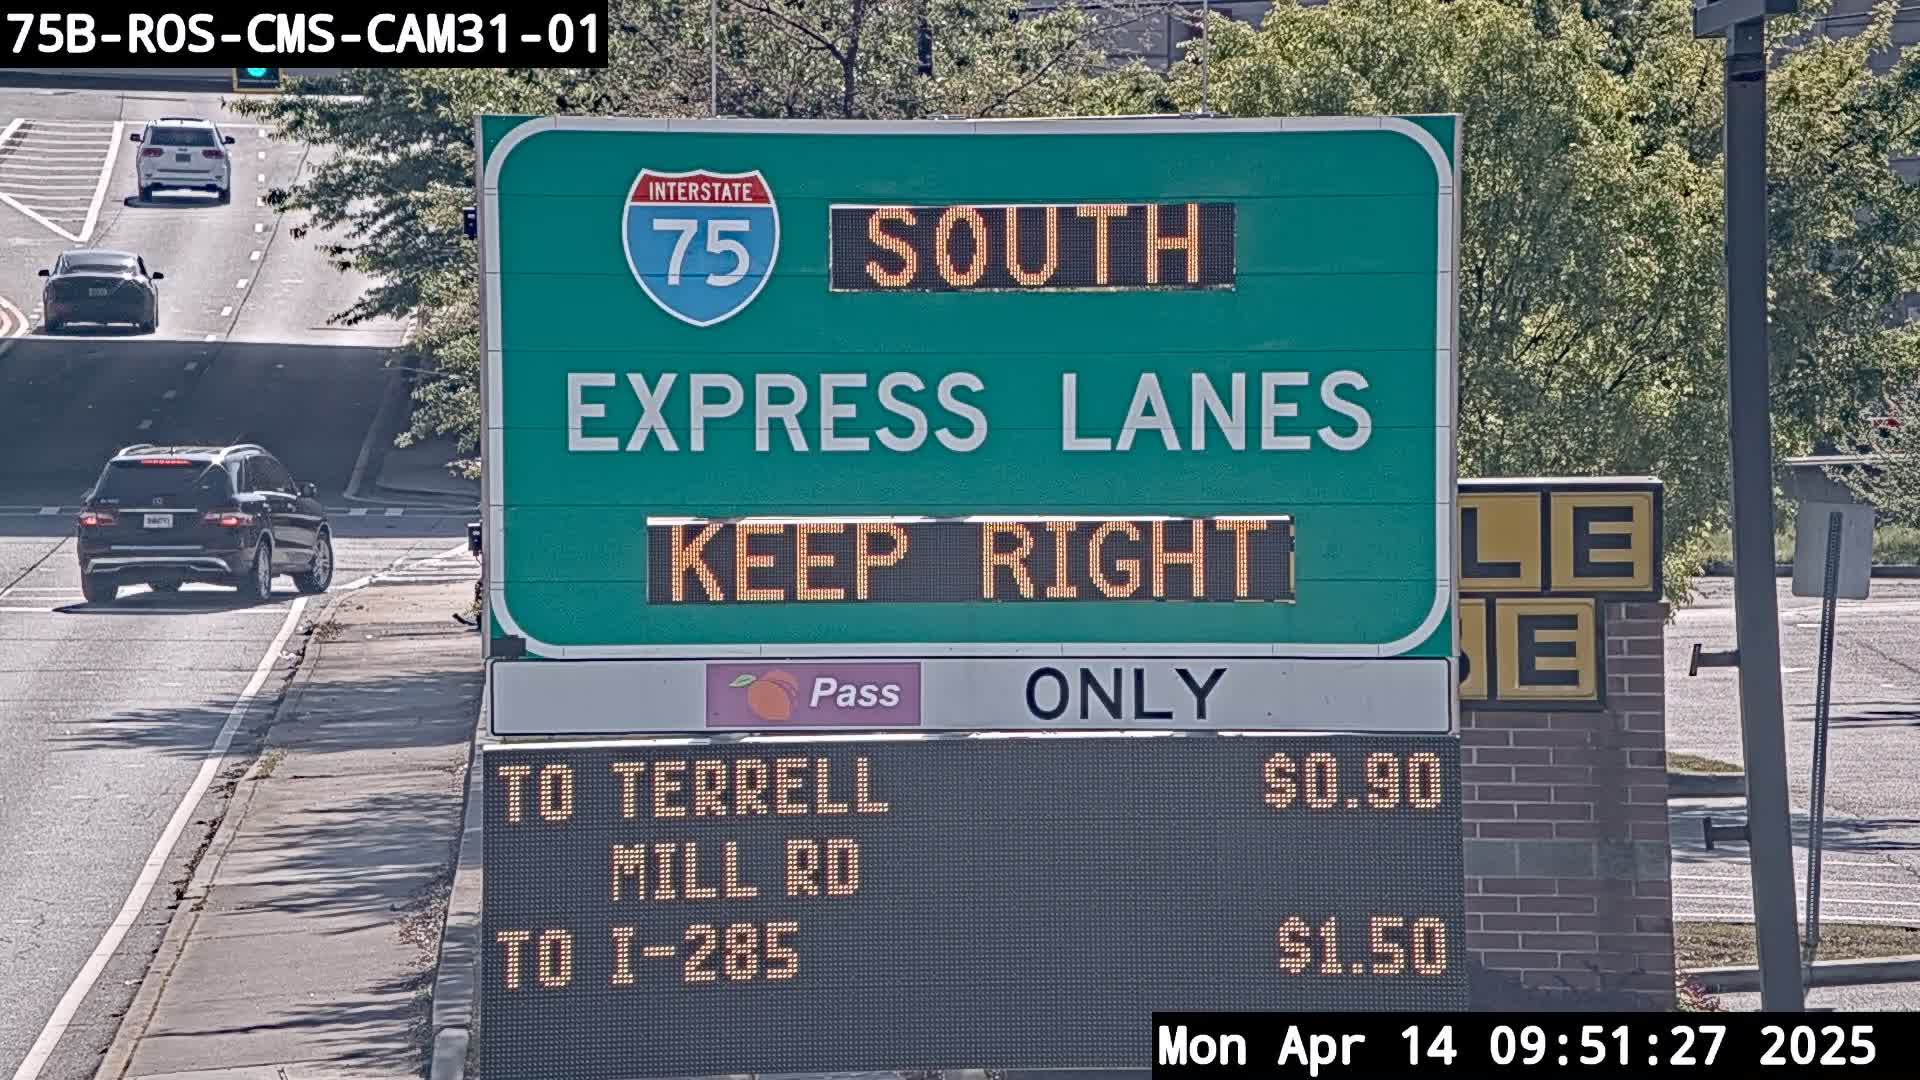 75B-ROS-CMS-CAM31-01
INTERSTATE
75
SOUTH
EXPRESS LANES
KEEP RIGHT
Pass ONLY
TO TERRELL $0.90
MILL RD
TO I-285 $1.50
LE
E
Mon Apr 14 09:51:27 2025